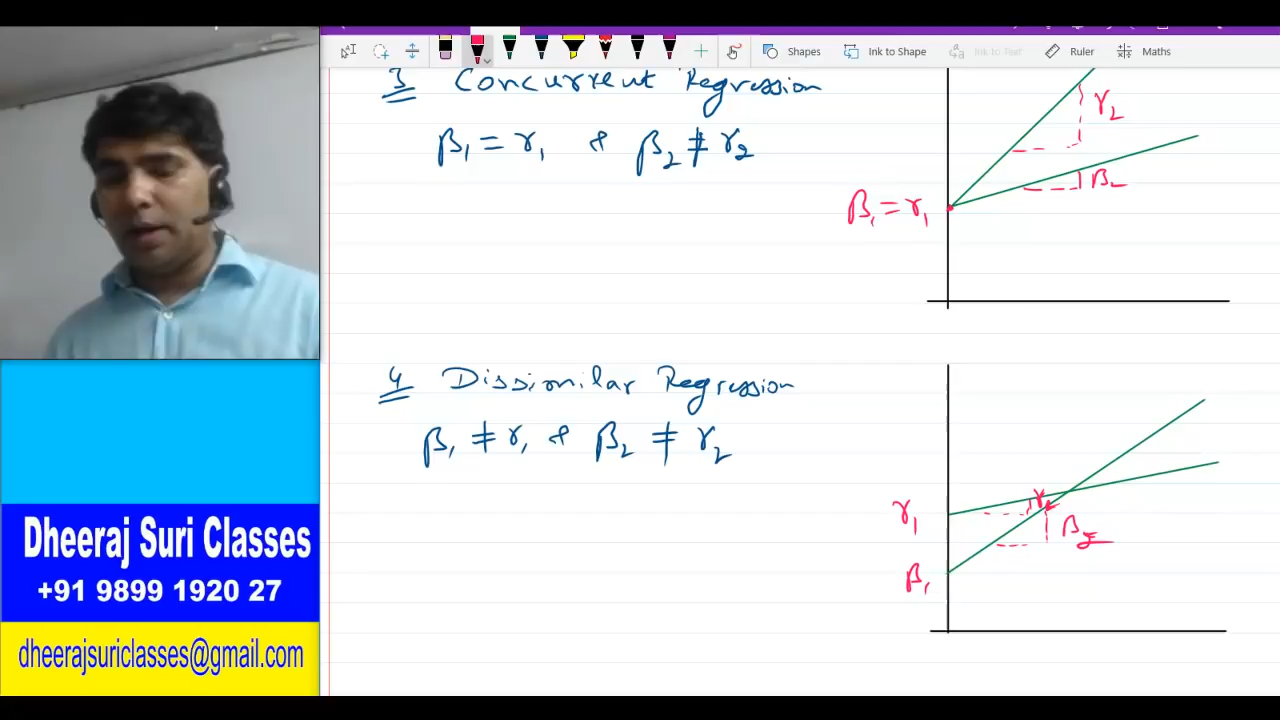 Shapes Ink to Shape Ink to Text Ruler Maths
3 Concurrent Regression
β₁ = γ₁ & β₂ ≠ γ₂
γ₂
β₂
β₁ = γ₁
4 Dissimilar Regression
β₁ ≠ γ₁ & β₂ ≠ γ₂
γ₁
γ₂
β₂
β₁
Dheeraj Suri Classes
+91 9899 1920 27
dheerajsuriclasses@gmail.com